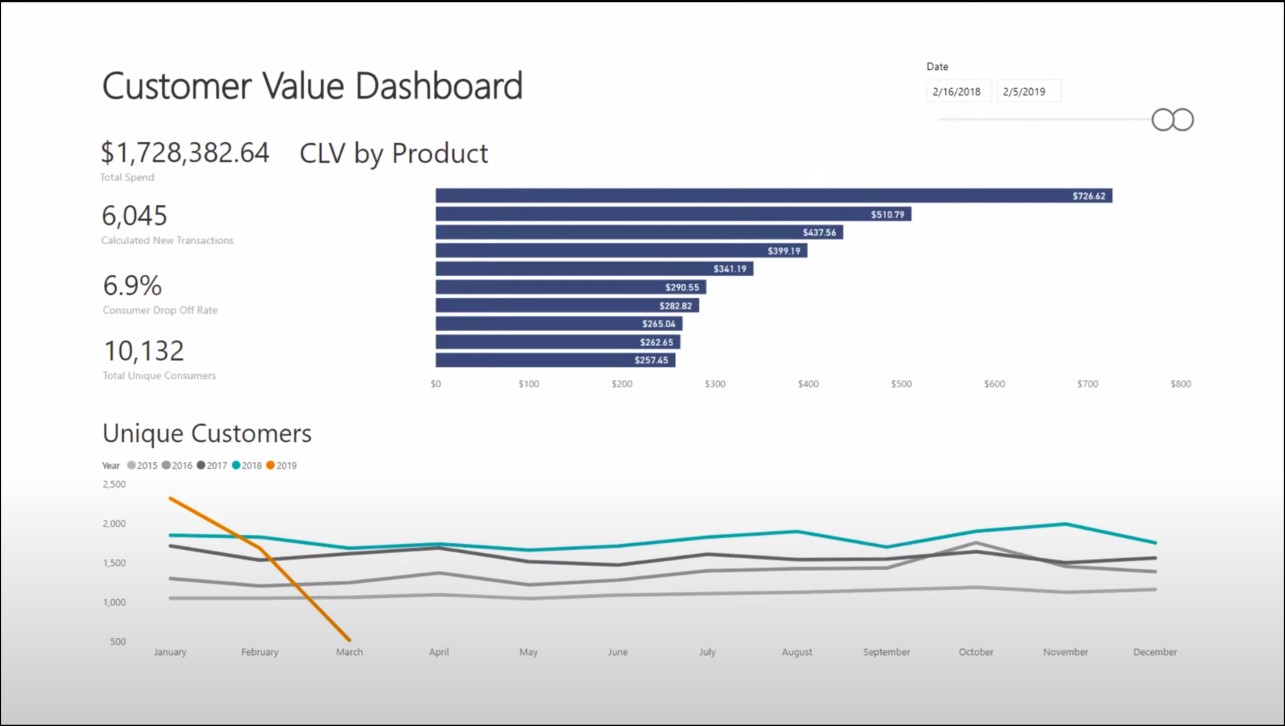 Customer Value Dashboard
Date
2/16/2018 2/5/2019
$1,728,382.64
Total Spend
6,045
Calculated New Transactions
6.9%
Consumer Drop Off Rate
10,132
Total Unique Consumers
CLV by Product
$726.62
$510.79
$437.56
$399.19
$341.19
$290.55
$282.82
$265.04
$262.65
$257.45
$0 $100 $200 $300 $400 $500 $600 $700 $800
Unique Customers
Year 2015 2016 2017 2018 2019
2,500
2,000
1,500
1,000
500
January February March April May June July August September October November December